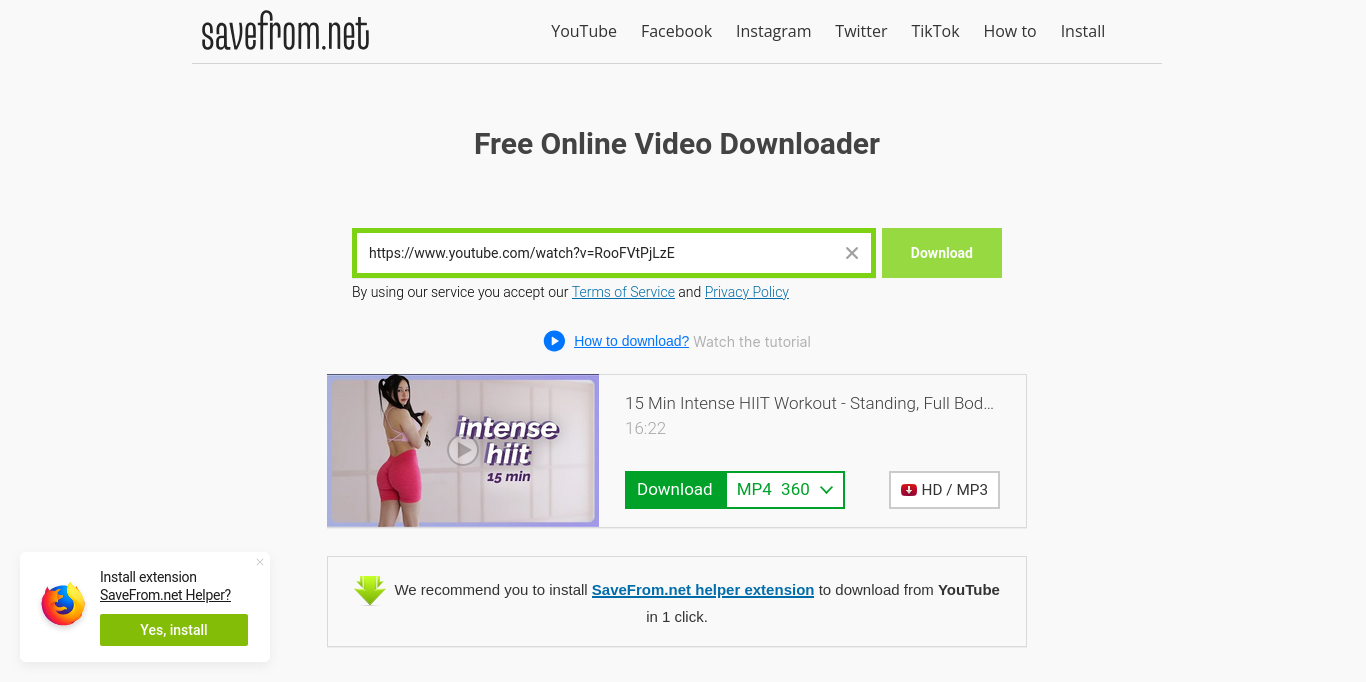 savefrom.net
YouTube Facebook Instagram Twitter TikTok How to Install
Free Online Video Downloader
https://www.youtube.com/watch?v=RooFVtPjLzE
Download
By using our service you accept our Terms of Service and Privacy Policy
How to download? Watch the tutorial
intense
hiit
15 min
15 Min Intense HIIT Workout - Standing, Full Bod...
16:22
Download MP4 360
HD / MP3
Install extension
SaveFrom.net Helper?
Yes, install
We recommend you to install SaveFrom.net helper extension to download from YouTube
in 1 click.